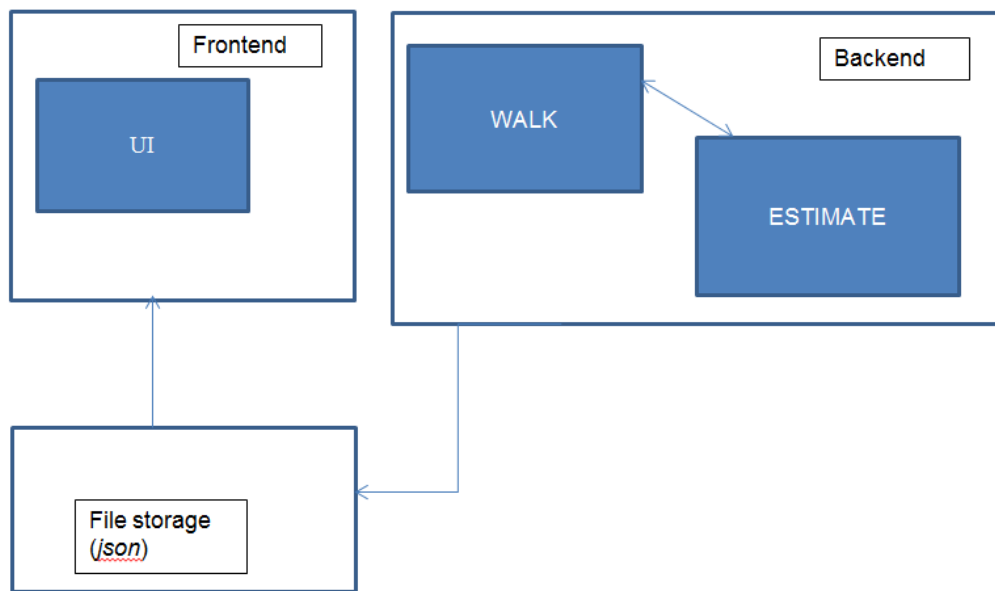 Frontend
UI
Backend
WALK
ESTIMATE
File storage
(json)